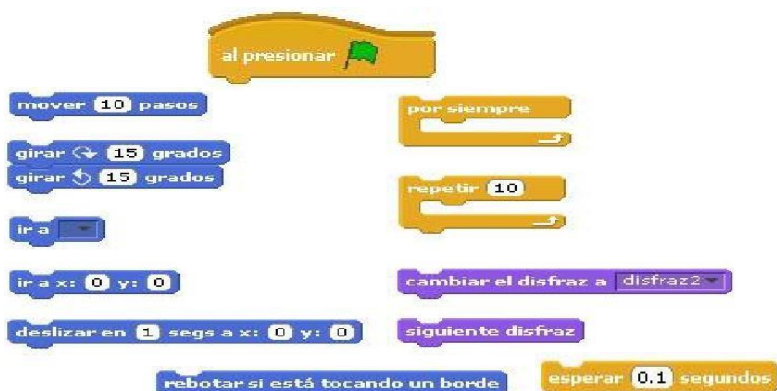 al presionar
mover 10 pasos
por siempre
girar 15 grados
girar 15 grados
repetir 10
ir a
ir a x: 0 y: 0
cambiar el disfraz a disfraz2
deslizar en 1 segs a x: 0 y: 0
siguiente disfraz
rebotar si está tocando un borde
esperar 0.1 segundos